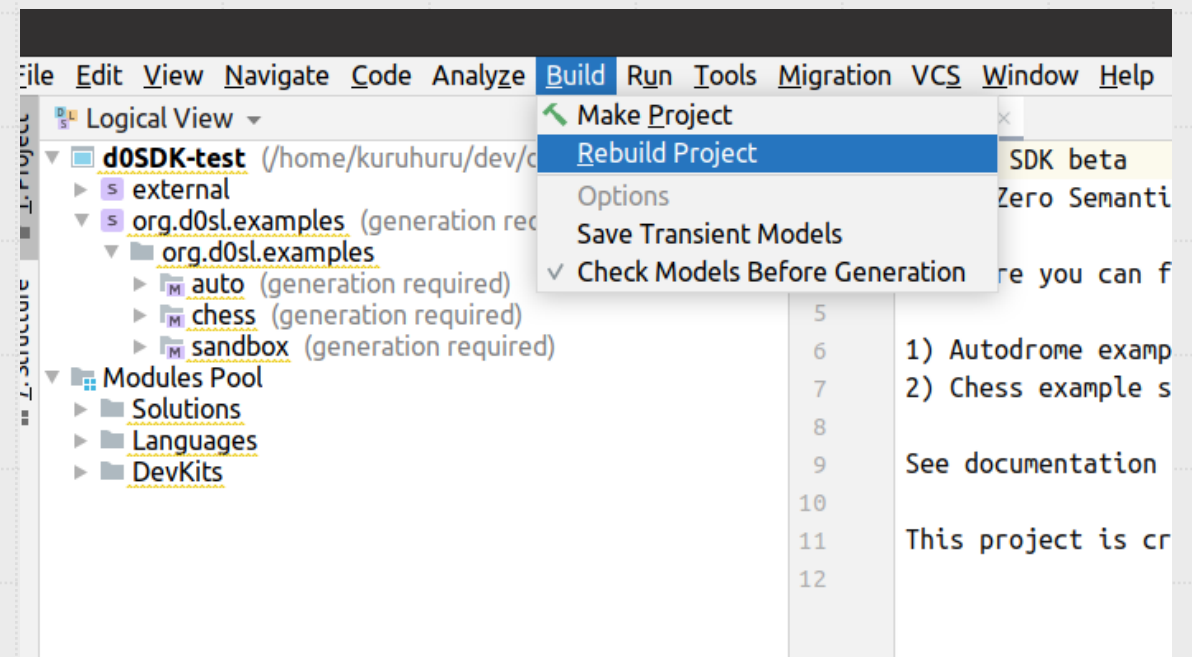 File Edit View Navigate Code Analyze Build Run Tools Migration VCS Window Help
Logical View
Make Project
Rebuild Project
Options
Save Transient Models
Check Models Before Generation
1: Project
7: Structure
d0SDK-test (/home/kuruhuru/dev/
external
org.d0sl.examples (generation req
org.d0sl.examples
auto (generation required)
chess (generation required)
sandbox (generation required)
Modules Pool
Solutions
Languages
DevKits
SDK beta
Zero Semanti
re you can f
5
6 1) Autodrome examp
7 2) Chess example s
8
9 See documentation
10
11 This project is cr
12